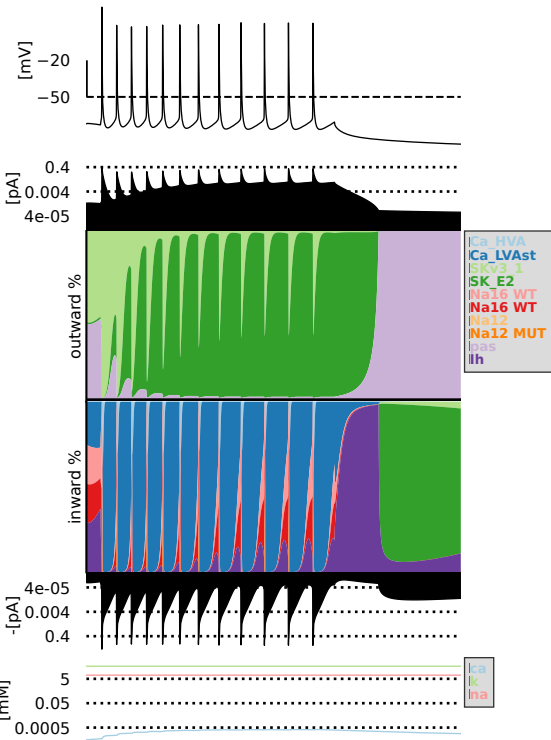 [mV]
−20
−50
[pA]
0.4
0.004
4e-05
outward %
Ca_HVA
Ca_LVAst
SKv3_1
SK_E2
Na16 WT
Na16 WT
Na12
Na12 MUT
pas
Ih
inward %
-[pA]
4e-05
0.004
0.4
[mM]
5
0.05
0.0005
ca
k
na